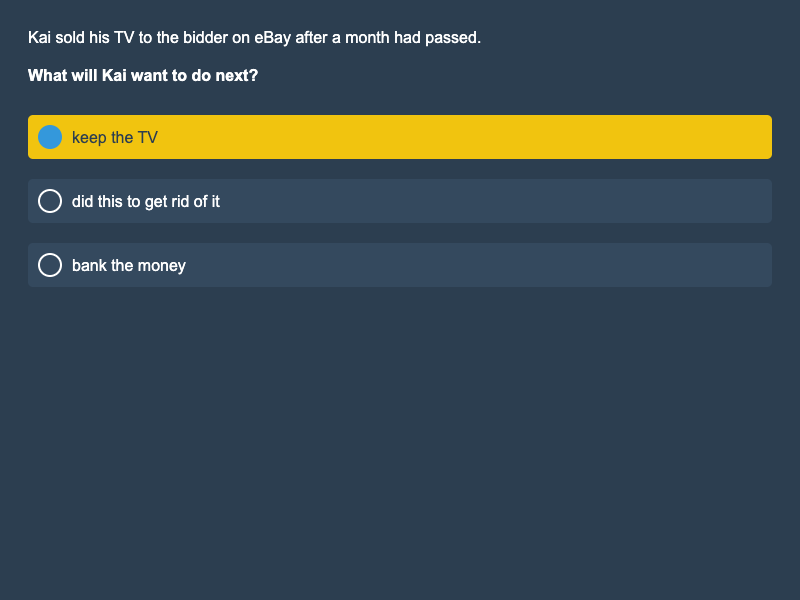 Kai sold his TV to the bidder on eBay after a month had passed.
What will Kai want to do next?
keep the TV
did this to get rid of it
bank the money